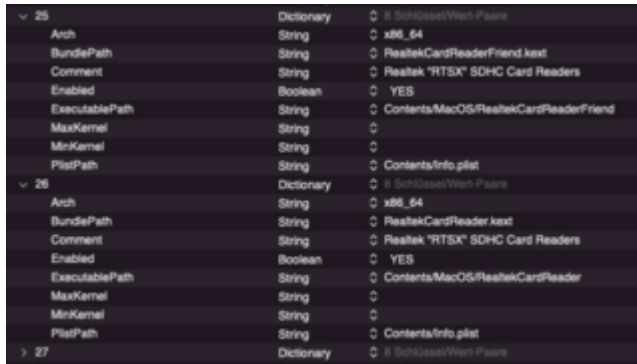 25 Dictionary 8 Schlüssel/Wert-Paare
Arch String x86_64
BundlePath String RealtekCardReaderFriend.kext
Comment String Realtek "RTSX" SDHC Card Readers
Enabled Boolean YES
ExecutablePath String Contents/MacOS/RealtekCardReaderFriend
MaxKernel String
MinKernel String
PlistPath String Contents/Info.plist
26 Dictionary 8 Schlüssel/Wert-Paare
Arch String x86_64
BundlePath String RealtekCardReader.kext
Comment String Realtek "RTSX" SDHC Card Readers
Enabled Boolean YES
ExecutablePath String Contents/MacOS/RealtekCardReader
MaxKernel String
MinKernel String
PlistPath String Contents/Info.plist
27 Dictionary 8 Schlüssel/Wert-Paare